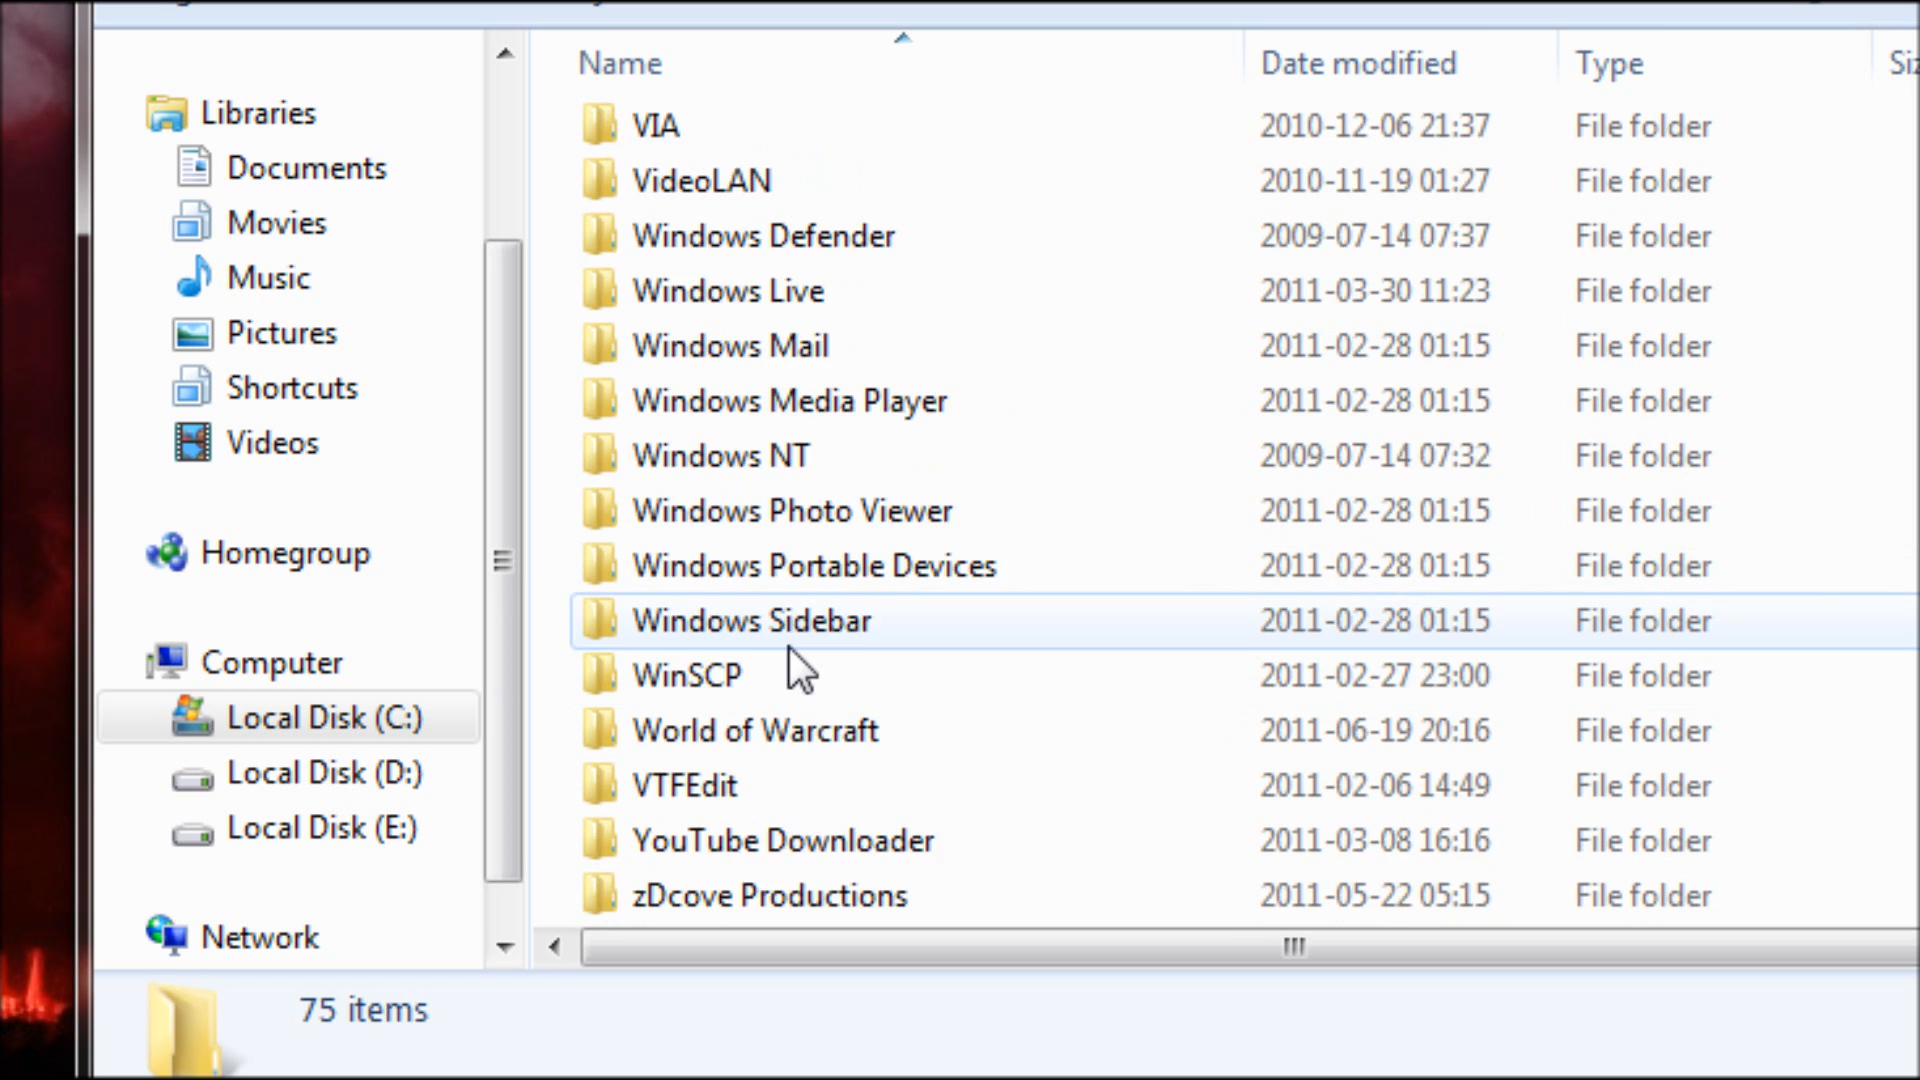 Name Date modified Type Siz
Libraries
Documents
Movies
Music
Pictures
Shortcuts
Videos
Homegroup
Computer
Local Disk (C:)
Local Disk (D:)
Local Disk (E:)
Network
VIA 2010-12-06 21:37 File folder
VideoLAN 2010-11-19 01:27 File folder
Windows Defender 2009-07-14 07:37 File folder
Windows Live 2011-03-30 11:23 File folder
Windows Mail 2011-02-28 01:15 File folder
Windows Media Player 2011-02-28 01:15 File folder
Windows NT 2009-07-14 07:32 File folder
Windows Photo Viewer 2011-02-28 01:15 File folder
Windows Portable Devices 2011-02-28 01:15 File folder
Windows Sidebar 2011-02-28 01:15 File folder
WinSCP 2011-02-27 23:00 File folder
World of Warcraft 2011-06-19 20:16 File folder
VTFEdit 2011-02-06 14:49 File folder
YouTube Downloader 2011-03-08 16:16 File folder
zDcove Productions 2011-05-22 05:15 File folder
75 items